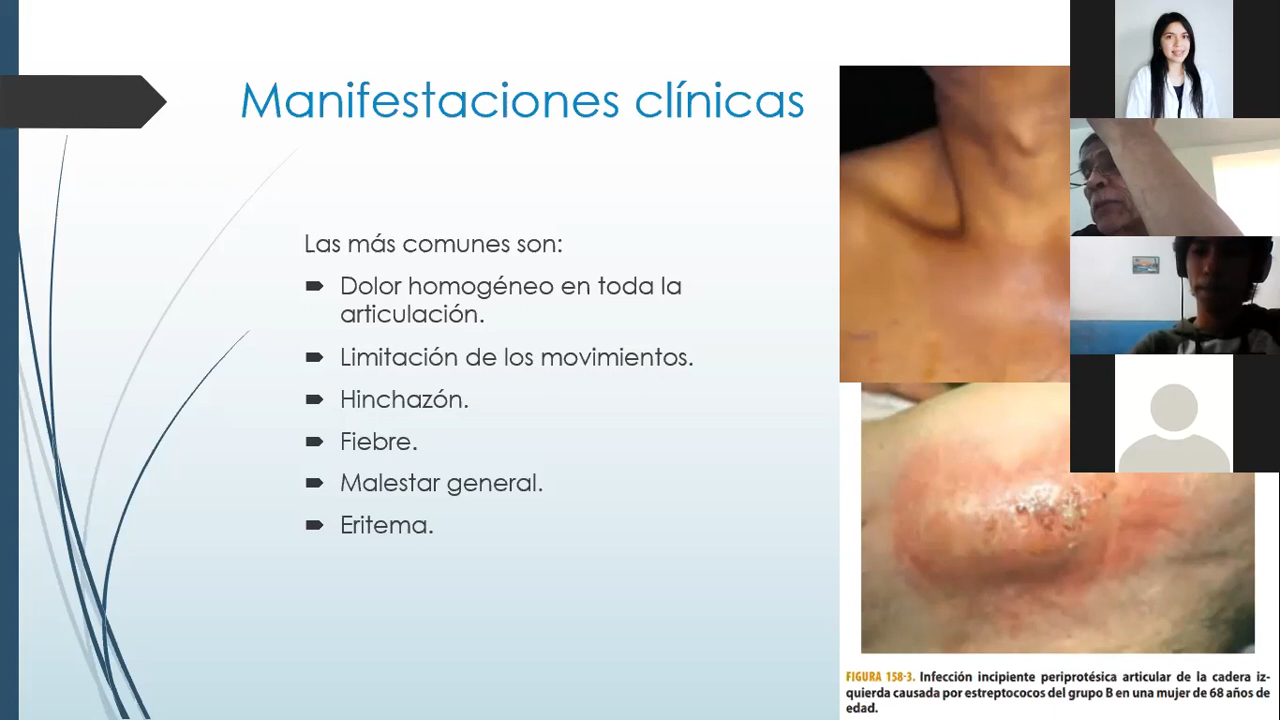 Manifestaciones clínicas
Las más comunes son:
Dolor homogéneo en toda la
articulación.
Limitación de los movimientos.
Hinchazón.
Fiebre.
Malestar general.
Eritema.
FIGURA 158-3. Infección incipiente periprotésica articular de la cadera iz-
quierda causada por estreptococos del grupo B en una mujer de 68 años de
edad.